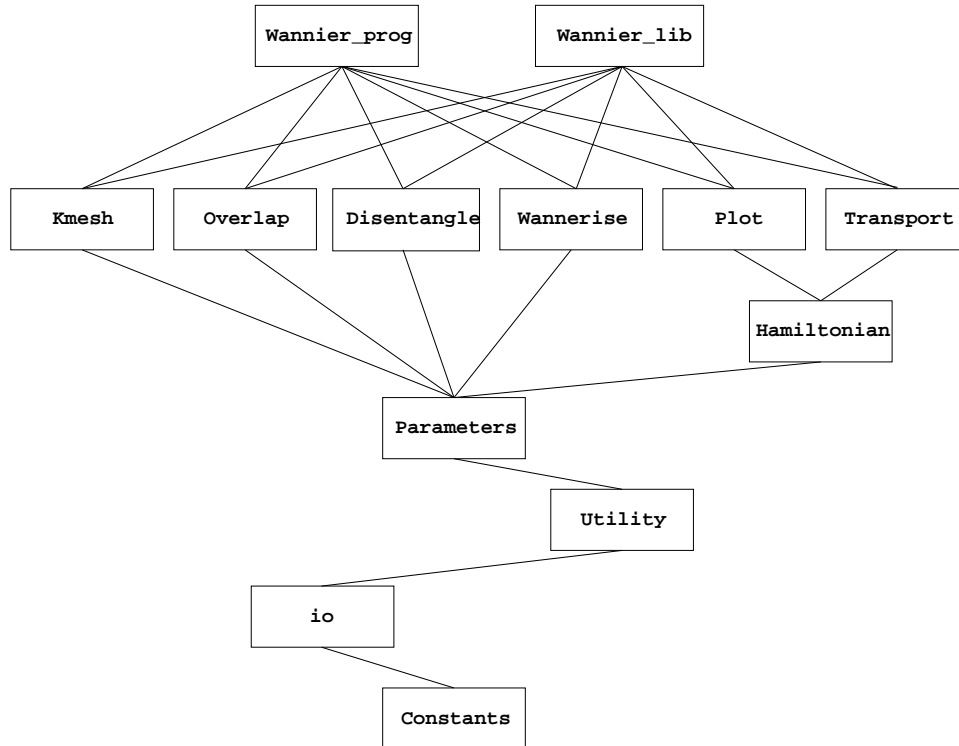 Wannier_prog
Wannier_lib
Kmesh
Overlap
Disentangle
Wannerise
Plot
Transport
Hamiltonian
Parameters
Utility
io
Constants